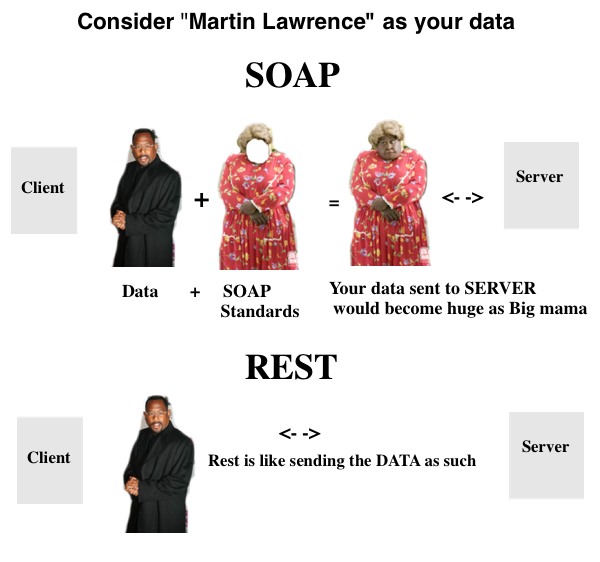 Consider "Martin Lawrence" as your data
SOAP
Client
+
=
<- ->
Server
Data + SOAP Standards
Your data sent to SERVER
would become huge as Big mama
REST
Client
<- ->
Rest is like sending the DATA as such
Server